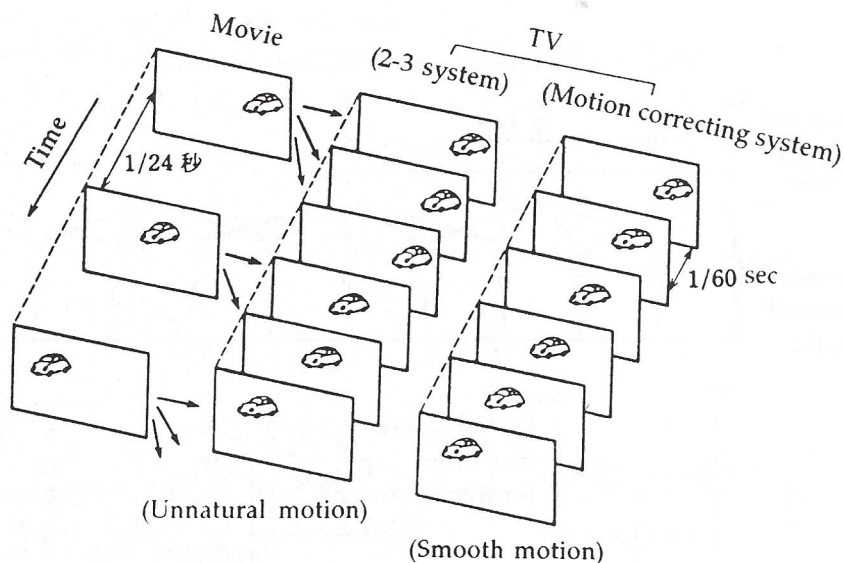 Movie
TV
(2-3 system)
(Motion correcting system)
Time
1/24 秒
1/60 sec
(Unnatural motion)
(Smooth motion)